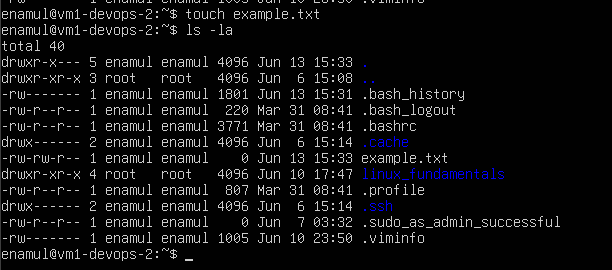 -rw------- 1 enamul enamul 1005 Jun 10 23:50 .viminfo
enamul@vm1-devops-2:~$ touch example.txt
enamul@vm1-devops-2:~$ ls -la
total 40
drwxr-x--- 5 enamul enamul 4096 Jun 13 15:33 .
drwxr-xr-x 3 root   root   4096 Jun  6 15:08 ..
-rw------- 1 enamul enamul 1801 Jun 13 15:31 .bash_history
-rw-r--r-- 1 enamul enamul  220 Mar 31 08:41 .bash_logout
-rw-r--r-- 1 enamul enamul 3771 Mar 31 08:41 .bashrc
drwx------ 2 enamul enamul 4096 Jun  6 15:14 .cache
-rw-rw-r-- 1 enamul enamul    0 Jun 13 15:33 example.txt
drwxr-xr-x 4 root   root   4096 Jun 10 17:47 linux_fundamentals
-rw-r--r-- 1 enamul enamul  807 Mar 31 08:41 .profile
drwx------ 2 enamul enamul 4096 Jun  6 15:14 .ssh
-rw-r--r-- 1 enamul enamul    0 Jun  7 03:32 .sudo_as_admin_successful
-rw------- 1 enamul enamul 1005 Jun 10 23:50 .viminfo
enamul@vm1-devops-2:~$ _